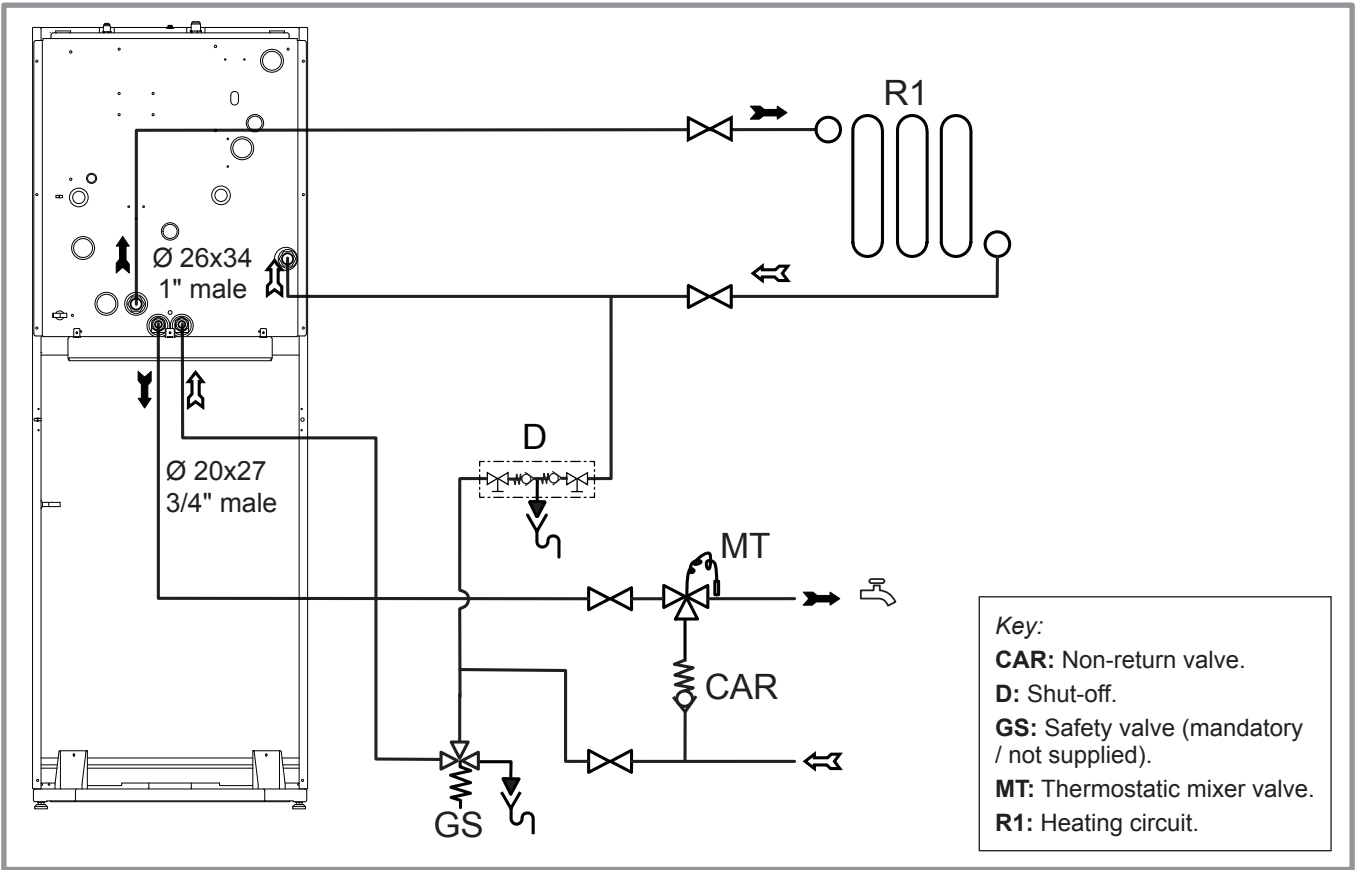 R1
Ø 26x34
1" male
Ø 20x27
3/4" male
D
MT
CAR
GS
Key:
CAR: Non-return valve.
D: Shut-off.
GS: Safety valve (mandatory
/ not supplied).
MT: Thermostatic mixer valve.
R1: Heating circuit.